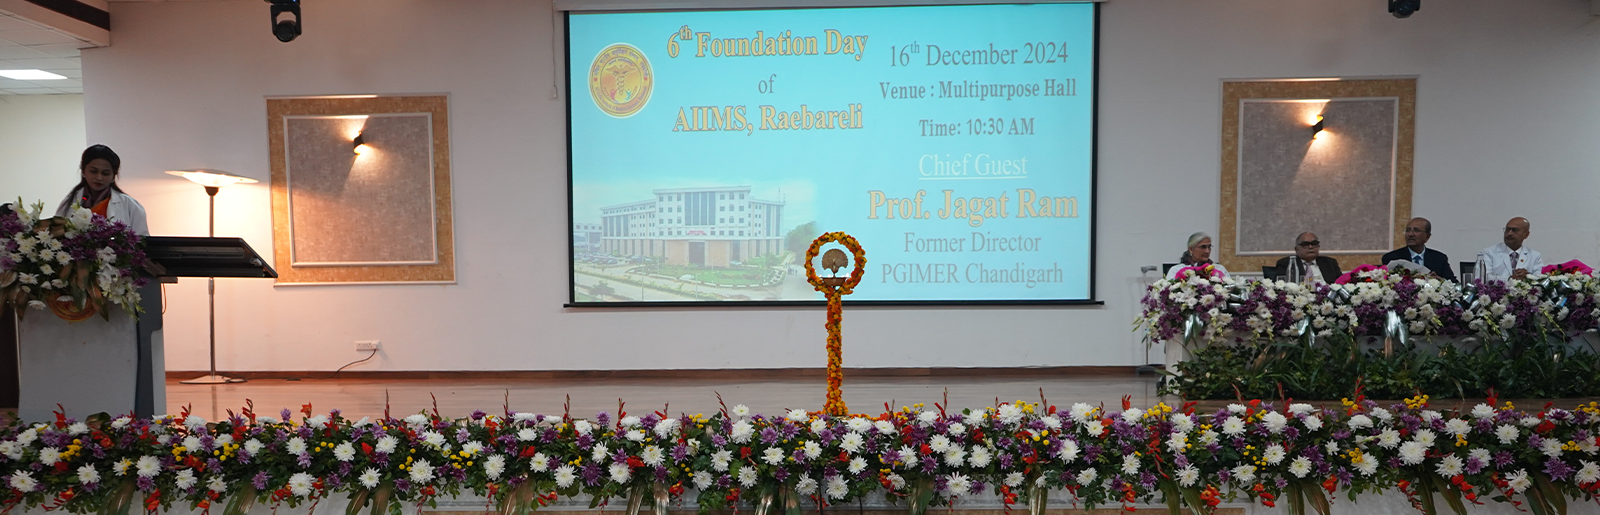 6th Foundation Day
of
AIIMS, Raebareli
16th December 2024
Venue : Multipurpose Hall
Time: 10:30 AM
Chief Guest
Prof. Jagat Ram
Former Director
PGIMER Chandigarh